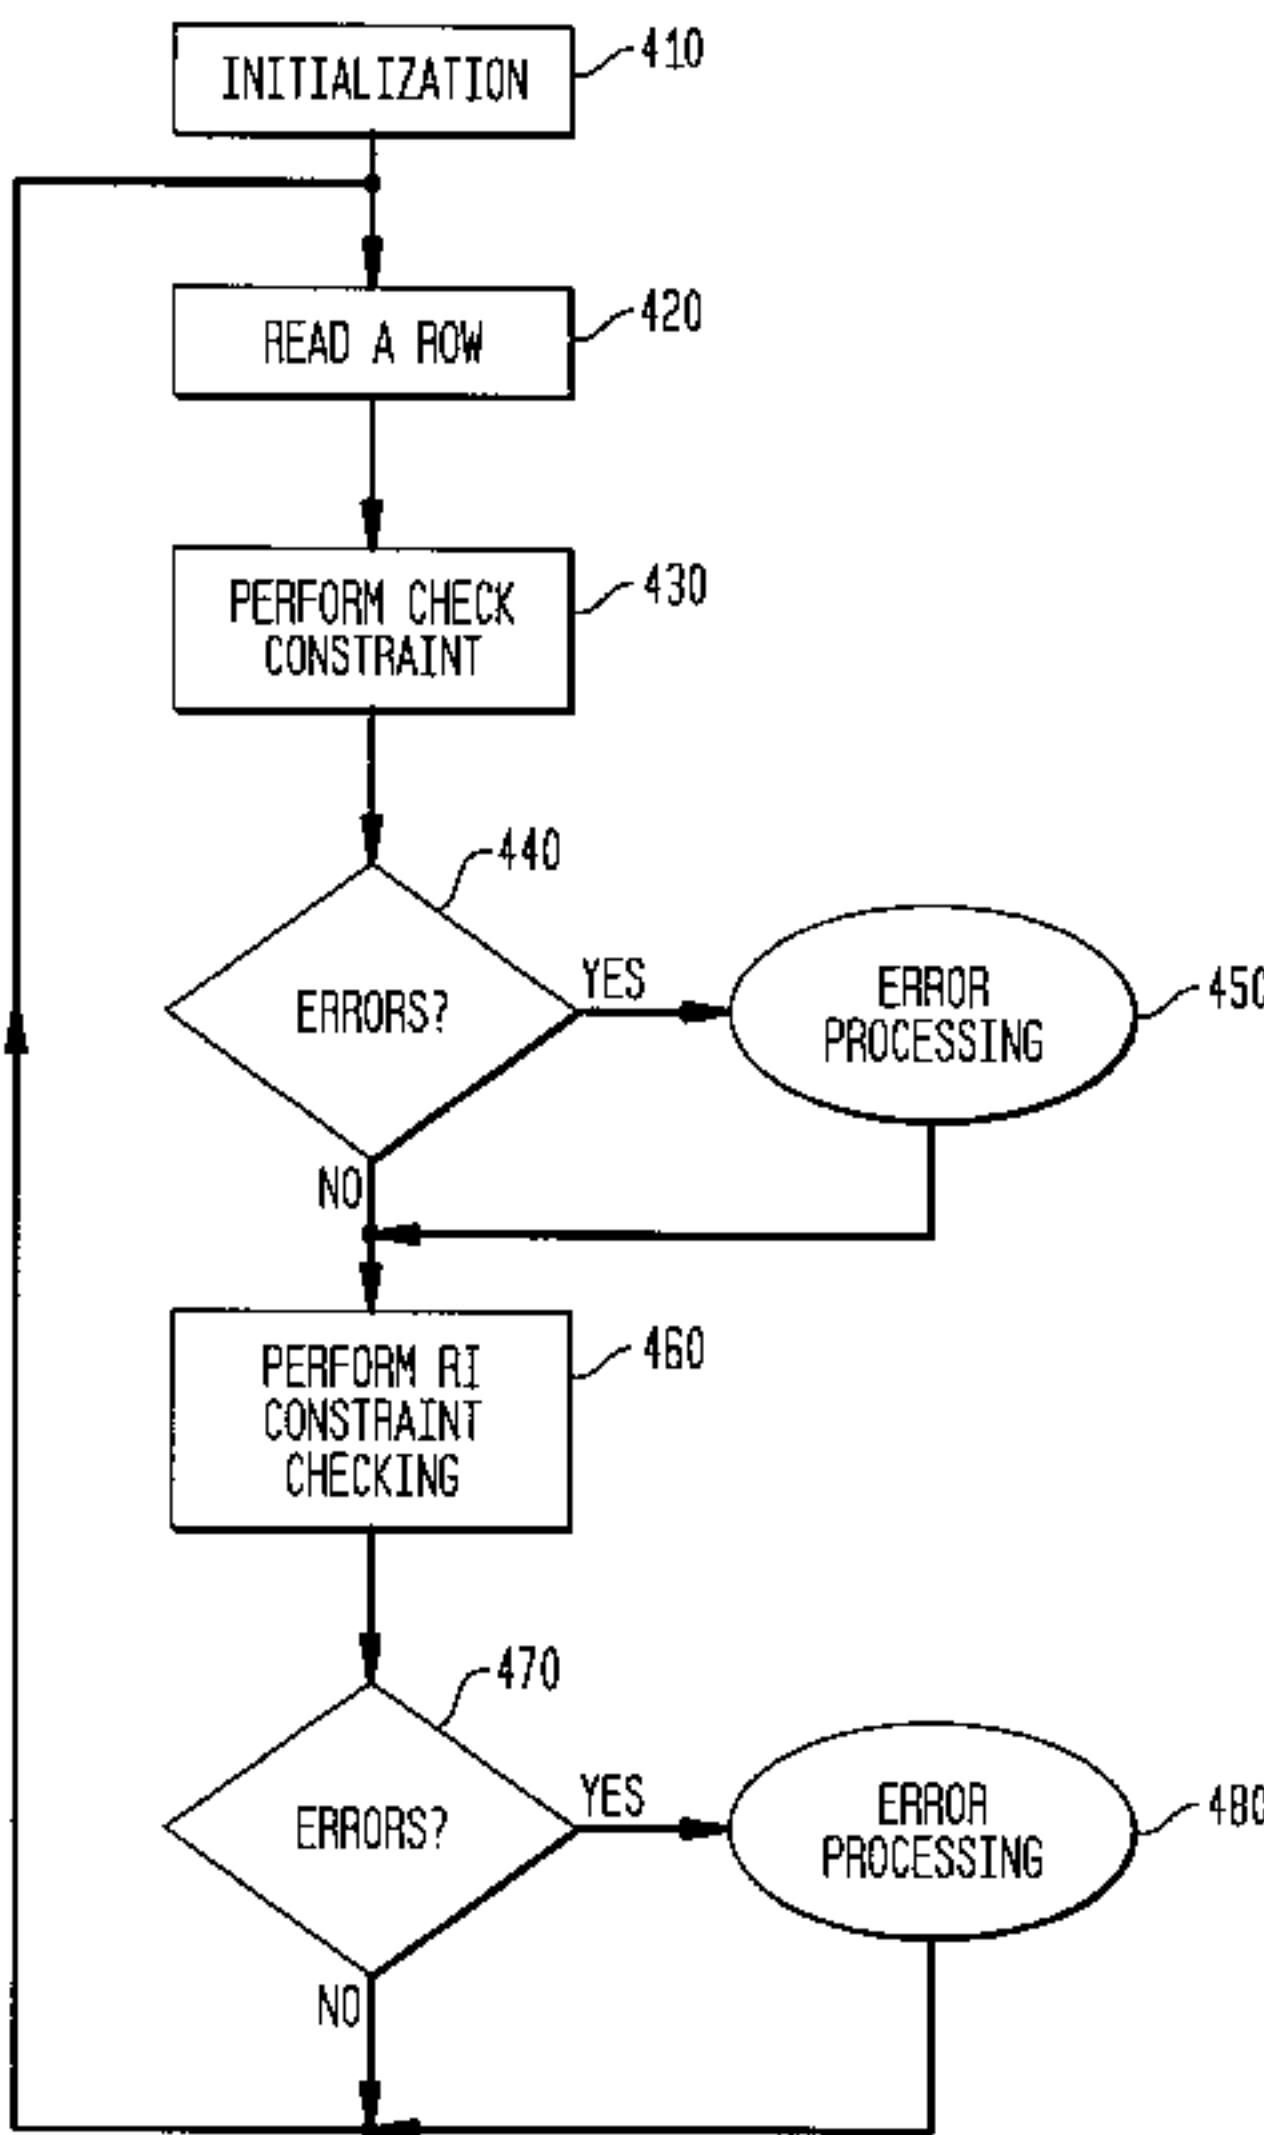 INITIALIZATION
410
READ A ROW
420
PERFORM CHECK
CONSTRAINT
430
440
ERRORS?
YES
ERROR
PROCESSING
450
NO
PERFORM RI
CONSTRAINT
CHECKING
460
470
ERRORS?
YES
ERROR
PROCESSING
480
NO